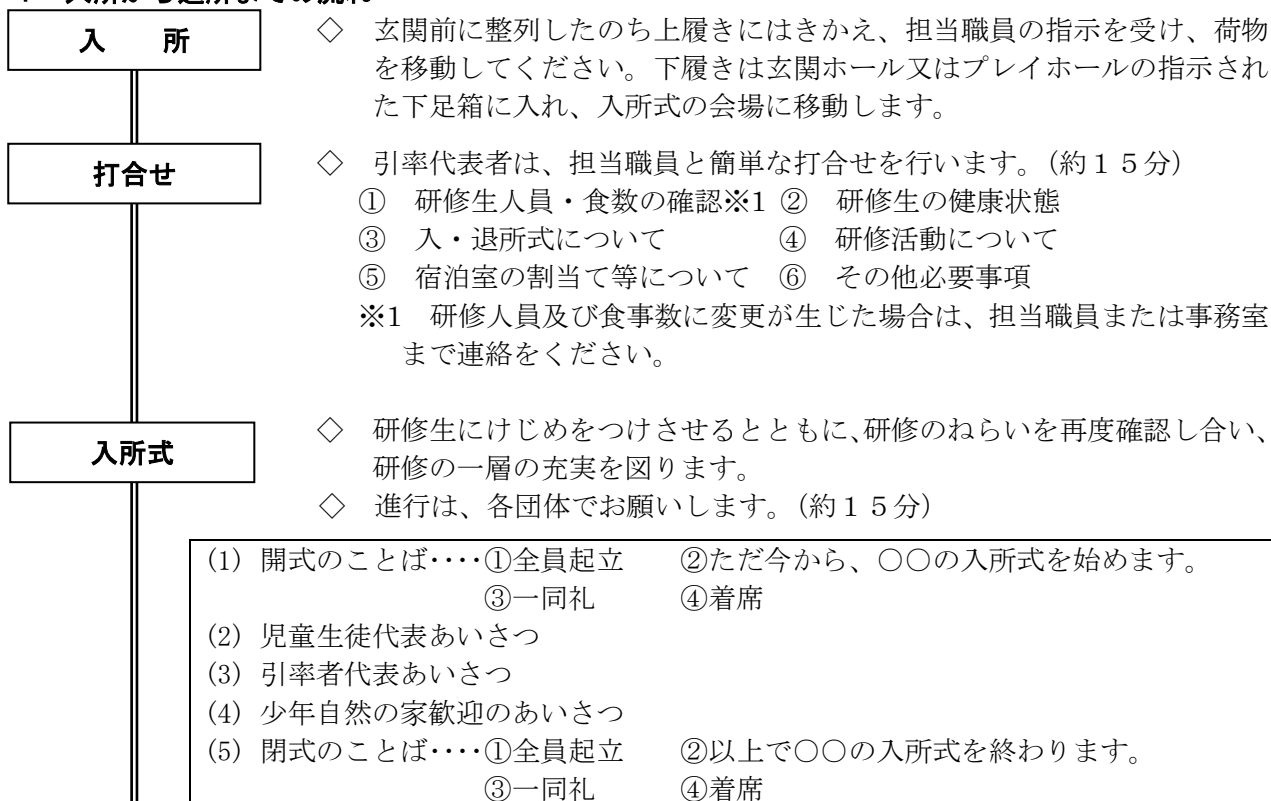 入　所
◇　玄関前に整列したのち上履きにはきかえ、担当職員の指示を受け、荷物
を移動してください。下履きは玄関ホール又はプレイホールの指示され
た下足箱に入れ、入所式の会場に移動します。
打合せ
◇　引率代表者は、担当職員と簡単な打合せを行います。（約１５分）
①　研修生人員・食数の確認※1 ②　研修生の健康状態
③　入・退所式について　　　④　研修活動について
⑤　宿泊室の割当て等について　⑥　その他必要事項
※1　研修人員及び食事数に変更が生じた場合は、担当職員または事務室
まで連絡をください。
入所式
◇　研修生にけじめをつけさせるとともに、研修のねらいを再度確認し合い、
研修の一層の充実を図ります。
◇　進行は、各団体でお願いします。（約１５分）
(1) 開式のことば‥‥①全員起立　　②ただ今から、○○の入所式を始めます。
③一同礼　　　④着席
(2) 児童生徒代表あいさつ
(3) 引率者代表あいさつ
(4) 少年自然の家歓迎のあいさつ
(5) 閉式のことば‥‥①全員起立　　②以上で○○の入所式を終わります。
③一同礼　　　④着席